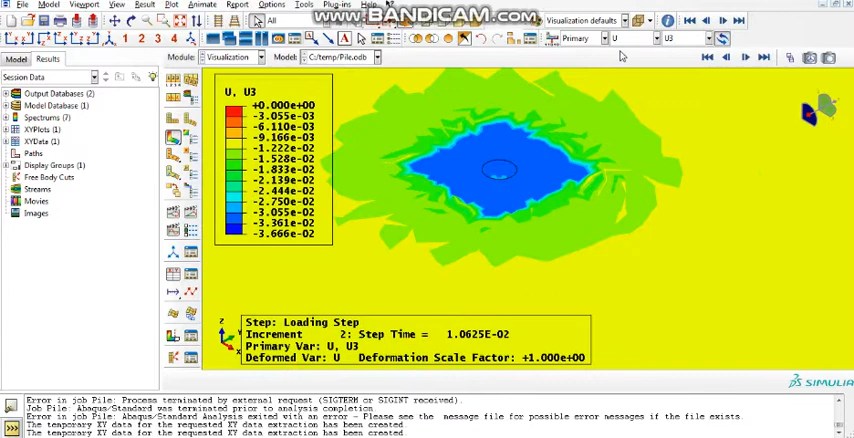 File Model Viewport View Result Plot Animate Report Options Tools Plug-ins Help
www.BANDICAM.com
All
Visualization defaults
1 2 3 4
Primary U U3
Model Results
Module: Visualization Model: C:/temp/Pile.odb
Session Data
Output Databases (2)
Model Database (1)
Spectrums (7)
XYPlots (1)
XYData (1)
Paths
Display Groups (1)
Free Body Cuts
Streams
Movies
Images
U, U3
+0.000e+00
-3.055e-03
-6.110e-03
-9.166e-03
-1.222e-02
-1.528e-02
-1.833e-02
-2.139e-02
-2.444e-02
-2.750e-02
-3.055e-02
-3.361e-02
-3.666e-02
Z
Y
X
Step: Loading Step
Increment 2: Step Time = 1.0625E-02
Primary Var: U, U3
Deformed Var: U Deformation Scale Factor: +1.000e+00
SIMULIA
Error in job Pile: Process terminated by external request (SIGTERM or SIGINT received).
Job Pile: Abaqus/Standard was terminated prior to analysis completion.
Error in job Pile: Abaqus/Standard Analysis exited with an error - Please see the message file for possible error messages if the file exists.
The temporary XY data for the requested XY data extraction has been created.
The temporary XY data for the requested XY data extraction has been created